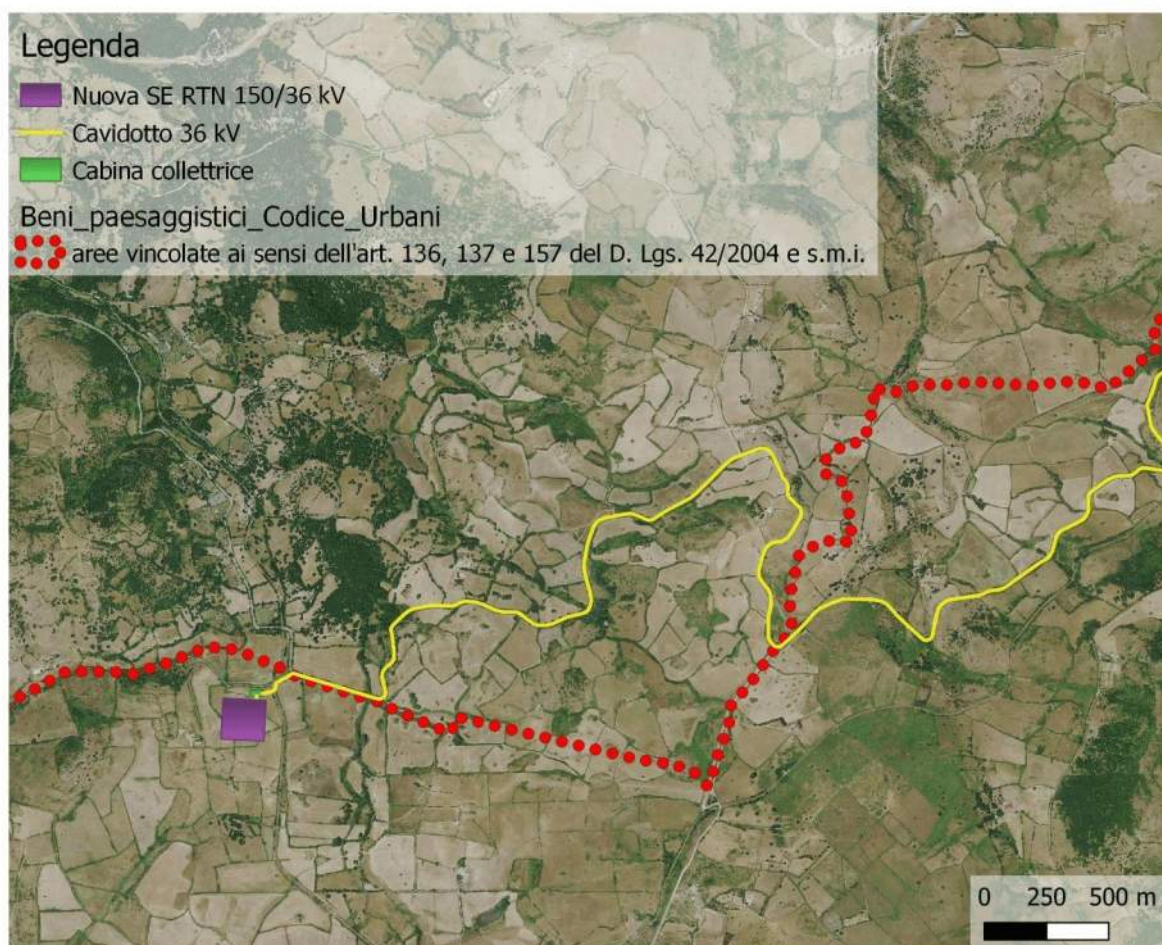 Legenda
Nuova SE RTN 150/36 kV
Cavidotto 36 kV
Cabina collettrice
Beni_paesaggistici_Codice_Urbani
aree vincolate ai sensi dell'art. 136, 137 e 157 del D. Lgs. 42/2004 e s.m.i.
0 250 500 m